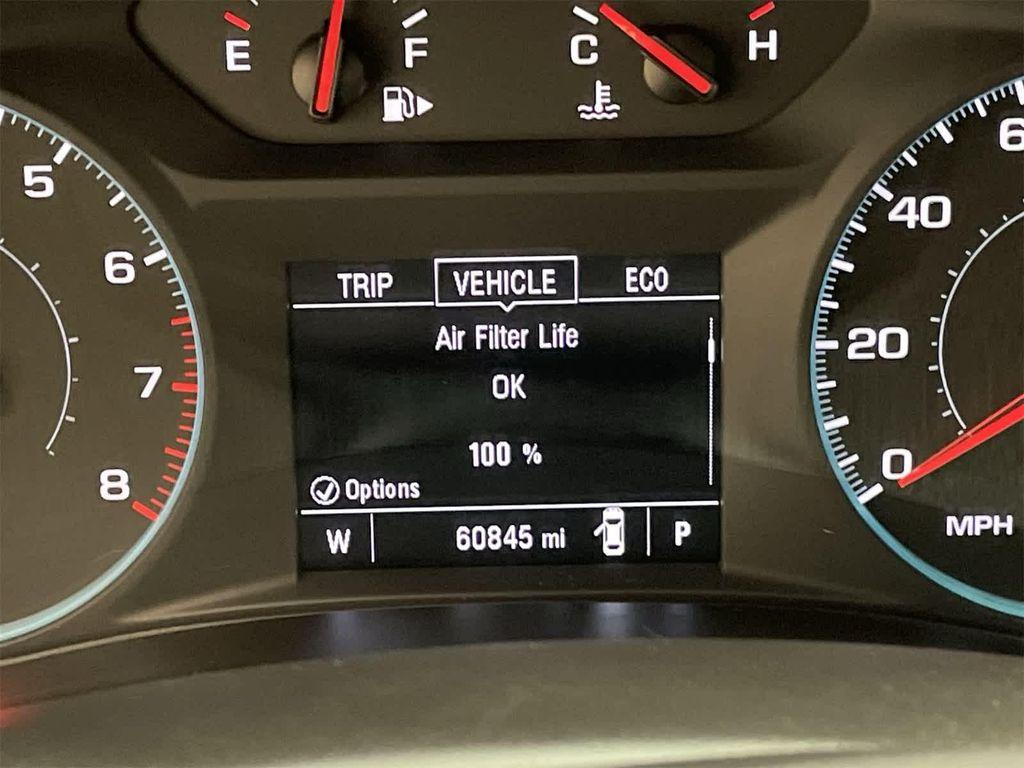 E F C H
5
6
7
8
TRIP VEHICLE ECO
Air Filter Life
OK
100 %
Options
W 60845 mi P
6
40
20
0
MPH